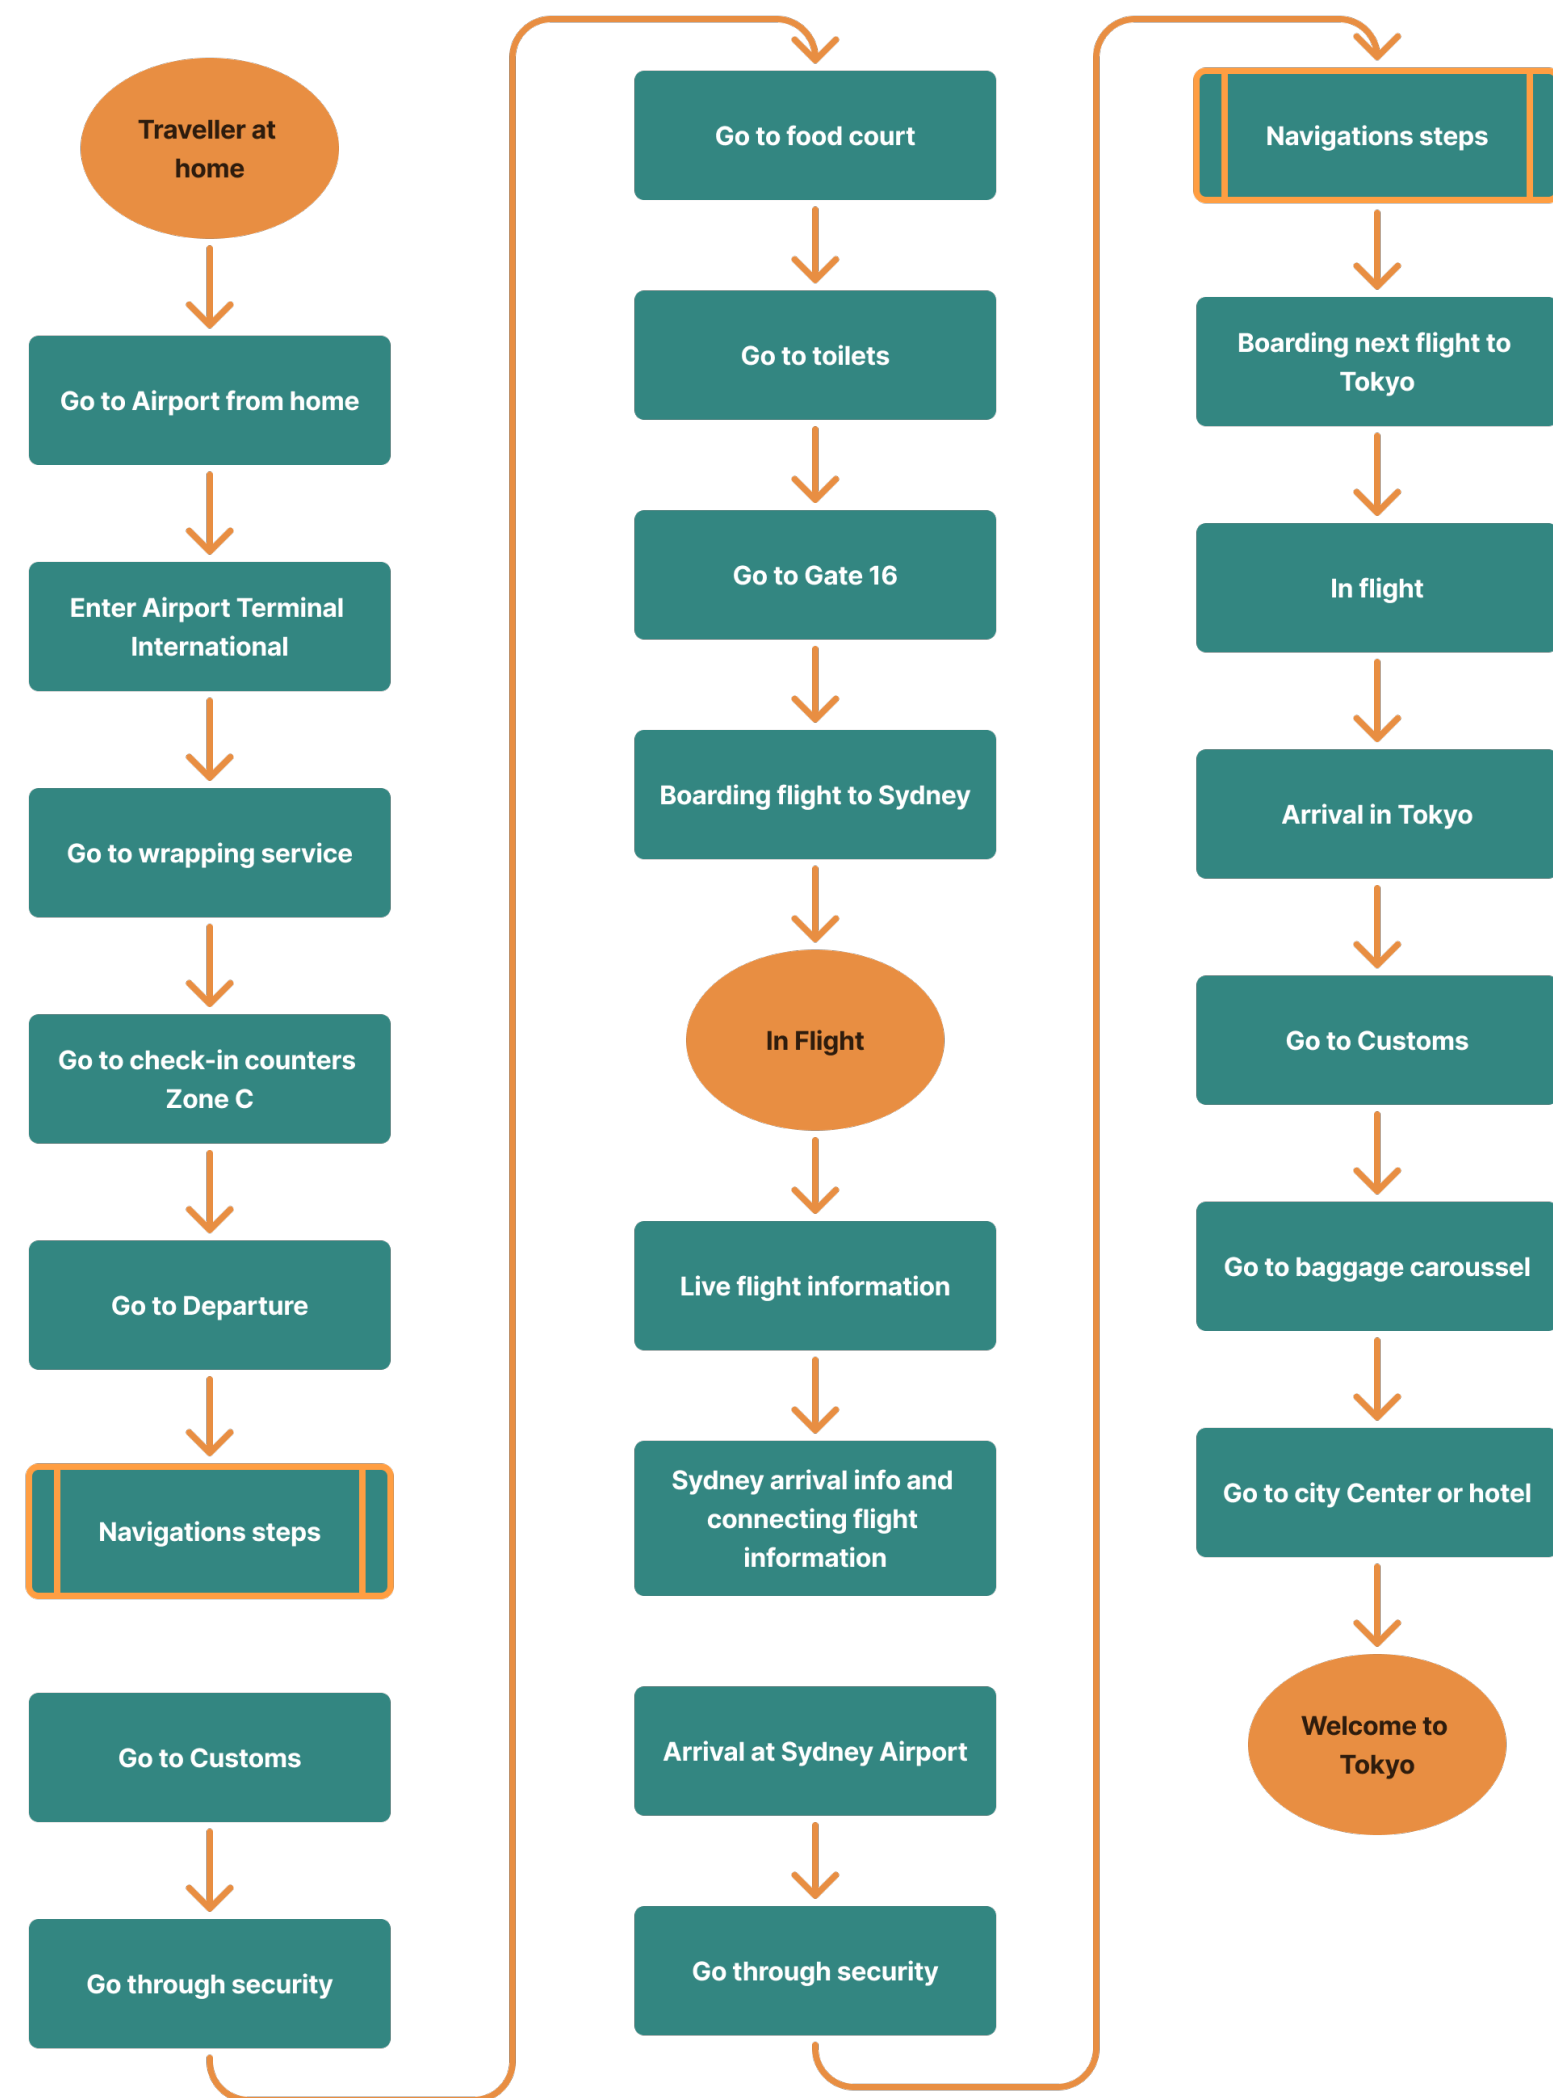 Traveller at
home
Go to Airport from home
Enter Airport Terminal
International
Go to wrapping service
Go to check-in counters
Zone C
Go to Departure
Navigations steps
Go to Customs
Go through security
Go to food court
Go to toilets
Go to Gate 16
Boarding flight to Sydney
In Flight
Live flight information
Sydney arrival info and
connecting flight
information
Arrival at Sydney Airport
Go through security
Navigations steps
Boarding next flight to
Tokyo
In flight
Arrival in Tokyo
Go to Customs
Go to baggage caroussel
Go to city Center or hotel
Welcome to
Tokyo